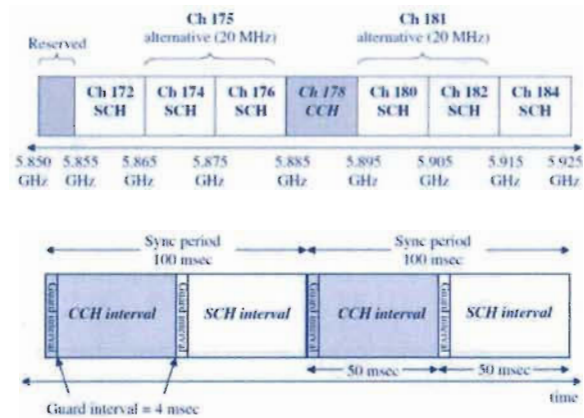 Ch 175
alternative (20 MHz)
Ch 181
alternative (20 MHz)
Reserved
Ch 172
SCH
Ch 174
SCH
Ch 176
SCH
Ch 178
CCH
Ch 180
SCH
Ch 182
SCH
Ch 184
SCH
5.850 5.855 5.865 5.875 5.885 5.895 5.905 5.915 5.925
GHz GHz GHz GHz GHz GHz GHz GHz GHz
Sync period
100 msec
Sync period
100 msec
Guard interval
CCH interval
Guard interval
SCH interval
Guard interval
CCH interval
Guard interval
SCH interval
50 msec
50 msec
time
Guard interval = 4 msec